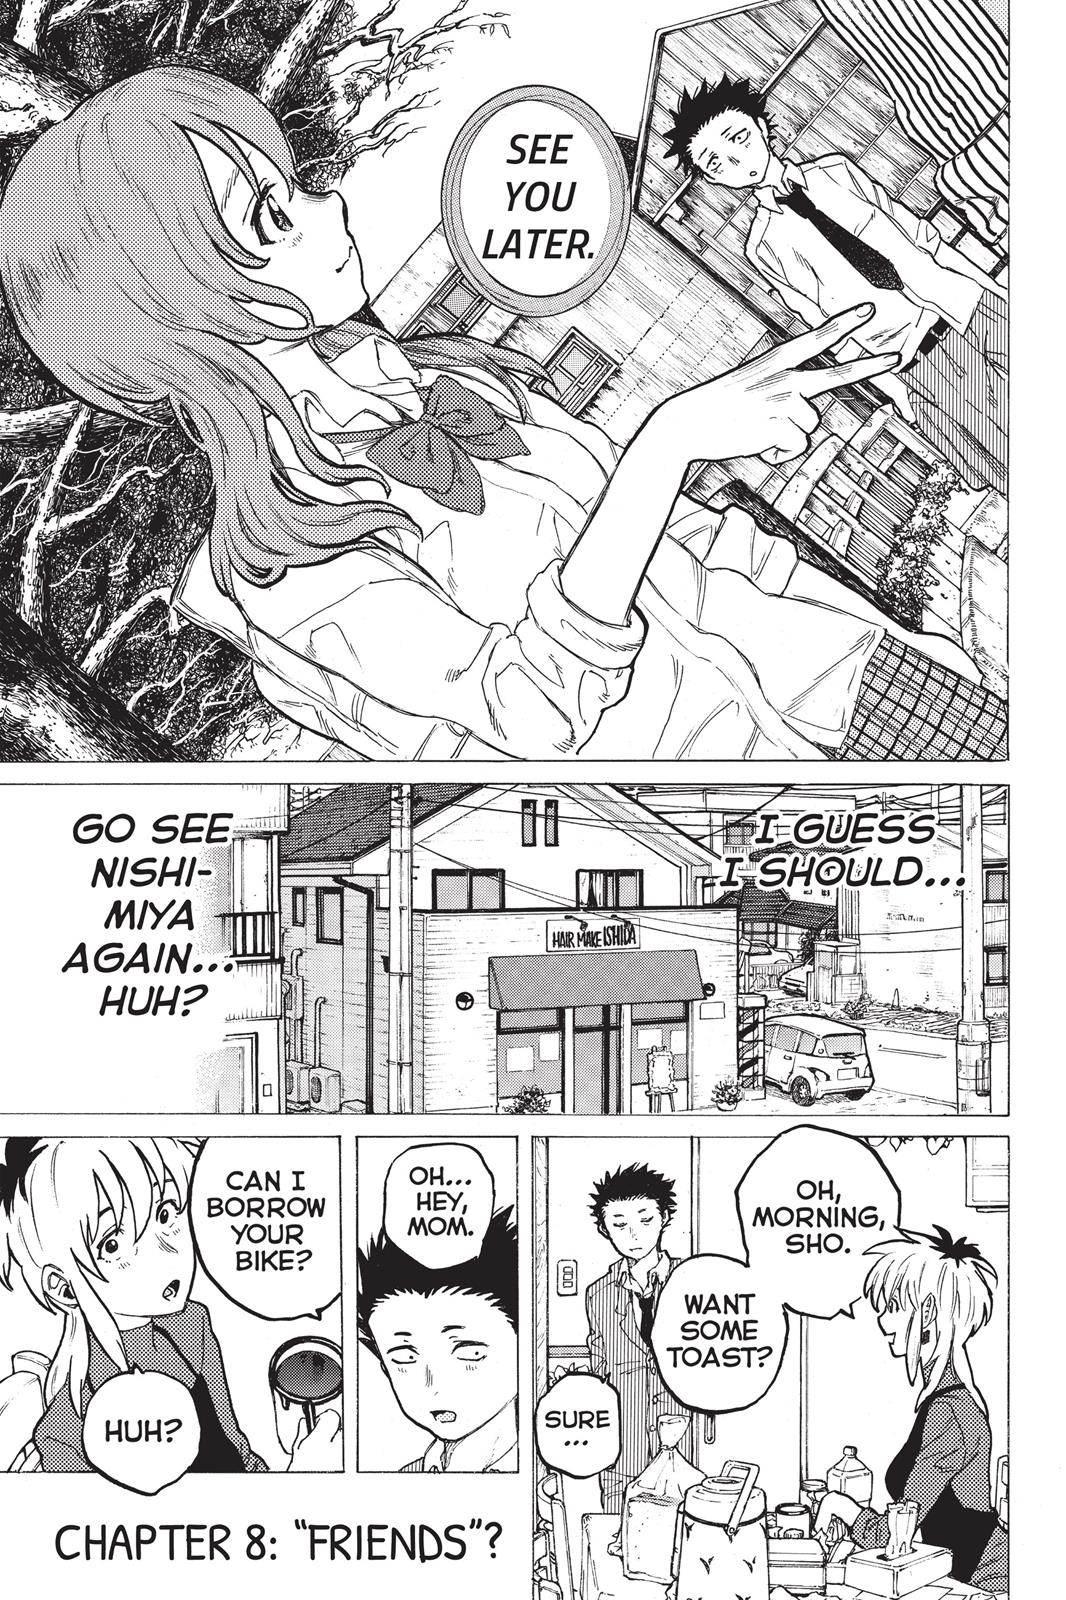 SEE
YOU
LATER.
I GUESS
I SHOULD...
GO SEE
NISHI-
MIYA
AGAIN...
HUH?
HAIR MAKE ISHIDA
OH,
MORNING,
SHO.
WANT
SOME
TOAST?
SURE
...
OH...
HEY,
MOM.
CAN I
BORROW
YOUR
BIKE?
HUH?
CHAPTER 8: "FRIENDS"?